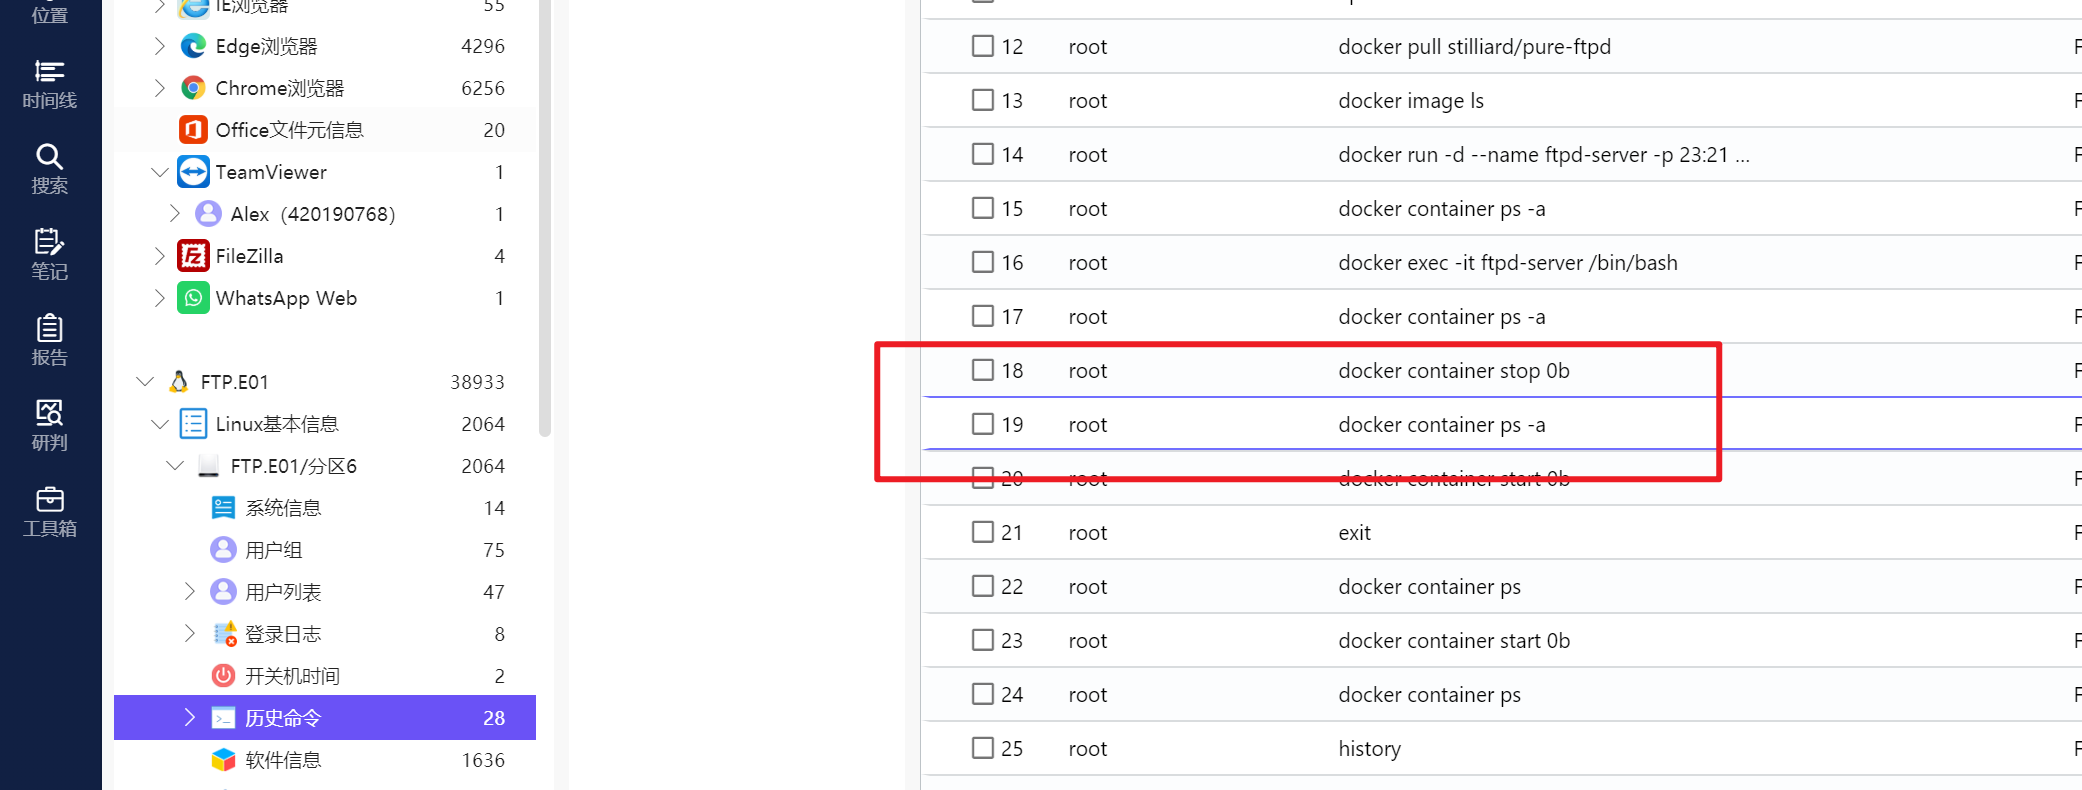 位置
时间线
搜索
笔记
报告
研判
工具箱
IE浏览器 55
Edge浏览器 4296
Chrome浏览器 6256
Office文件元信息 20
TeamViewer 1
Alex（420190768） 1
FileZilla 4
WhatsApp Web 1
FTP.E01 38933
Linux基本信息 2064
FTP.E01/分区6 2064
系统信息 14
用户组 75
用户列表 47
登录日志 8
开关机时间 2
历史命令 28
软件信息 1636
12 root docker pull stilliard/pure-ftpd F
13 root docker image ls F
14 root docker run -d --name ftpd-server -p 23:21 ... F
15 root docker container ps -a F
16 root docker exec -it ftpd-server /bin/bash F
17 root docker container ps -a F
18 root docker container stop 0b F
19 root docker container ps -a F
20 root docker container start 0b F
21 root exit F
22 root docker container ps F
23 root docker container start 0b F
24 root docker container ps F
25 root history F